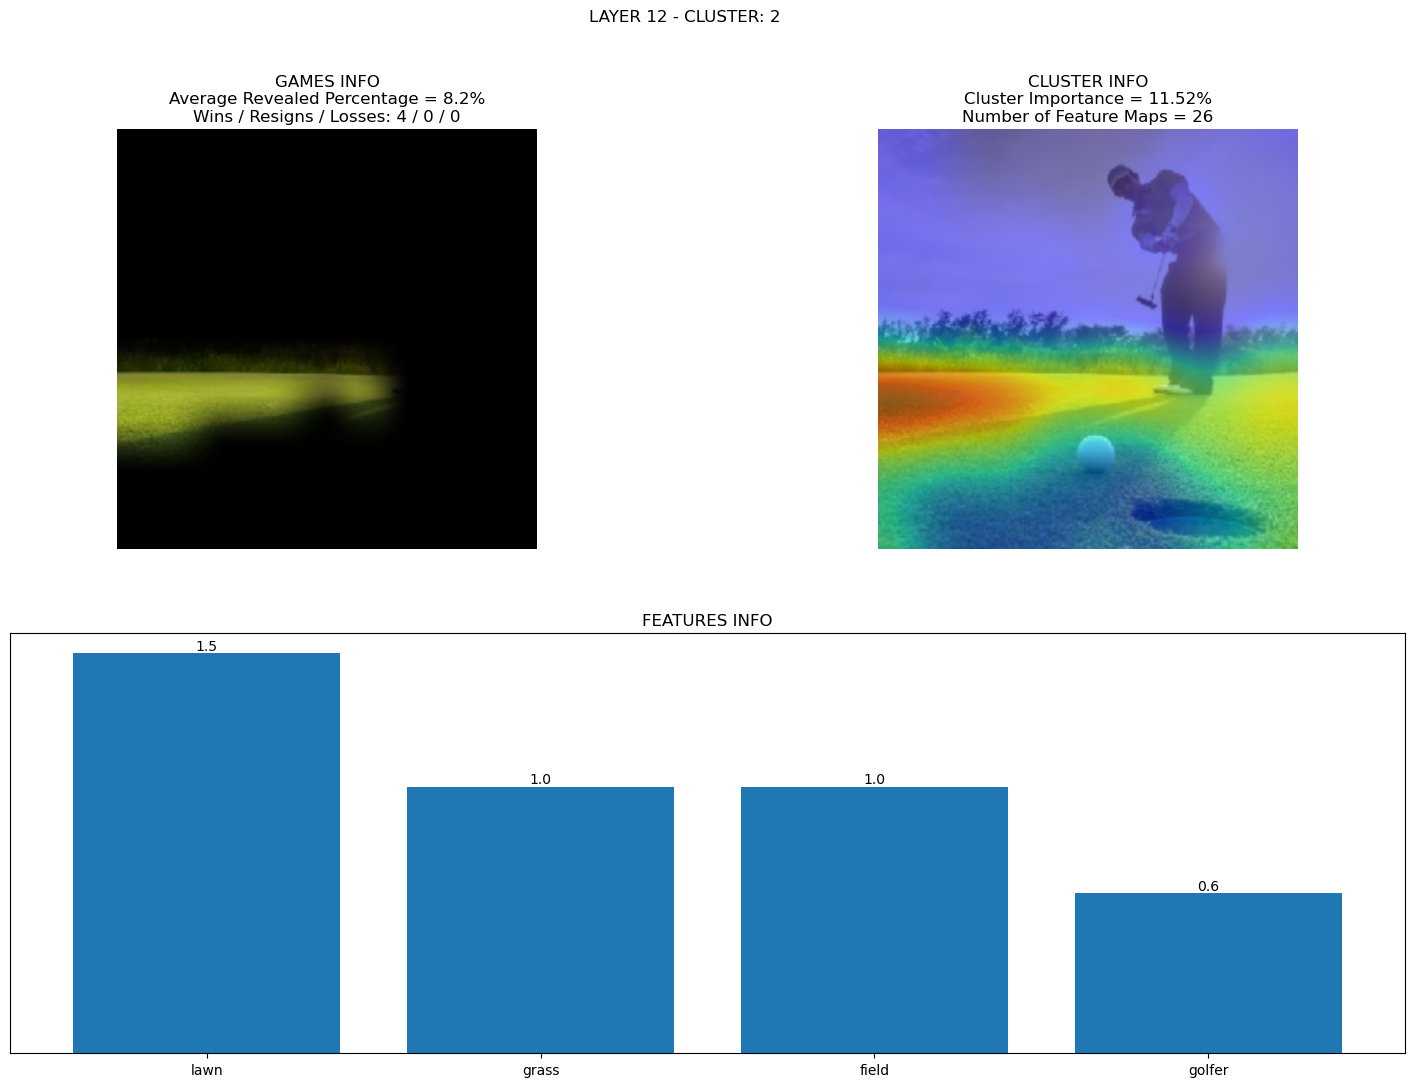 LAYER 12 - CLUSTER: 2
GAMES INFO
Average Revealed Percentage = 8.2%
Wins / Resigns / Losses: 4 / 0 / 0
CLUSTER INFO
Cluster Importance = 11.52%
Number of Feature Maps = 26
FEATURES INFO
1.5
1.0
1.0
0.6
lawn
grass
field
golfer